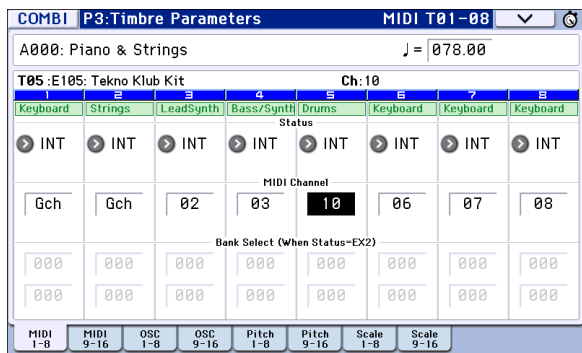 COMBI P3:Timbre Parameters MIDI T01-08
A000: Piano & Strings ♩= 078.00
T05 :E105: Tekno Klub Kit Ch:10
1 2 3 4 5 6 7 8
Keyboard Strings LeadSynth Bass/Synth Drums Keyboard Keyboard Keyboard
Status
INT INT INT INT INT INT INT INT
MIDI Channel
Gch Gch 02 03 10 06 07 08
Bank Select (When Status=EX2)
000 000 000 000 000 000 000 000
000 000 000 000 000 000 000 000
MIDI 1-8 MIDI 9-16 OSC 1-8 OSC 9-16 Pitch 1-8 Pitch 9-16 Scale 1-8 Scale 9-16